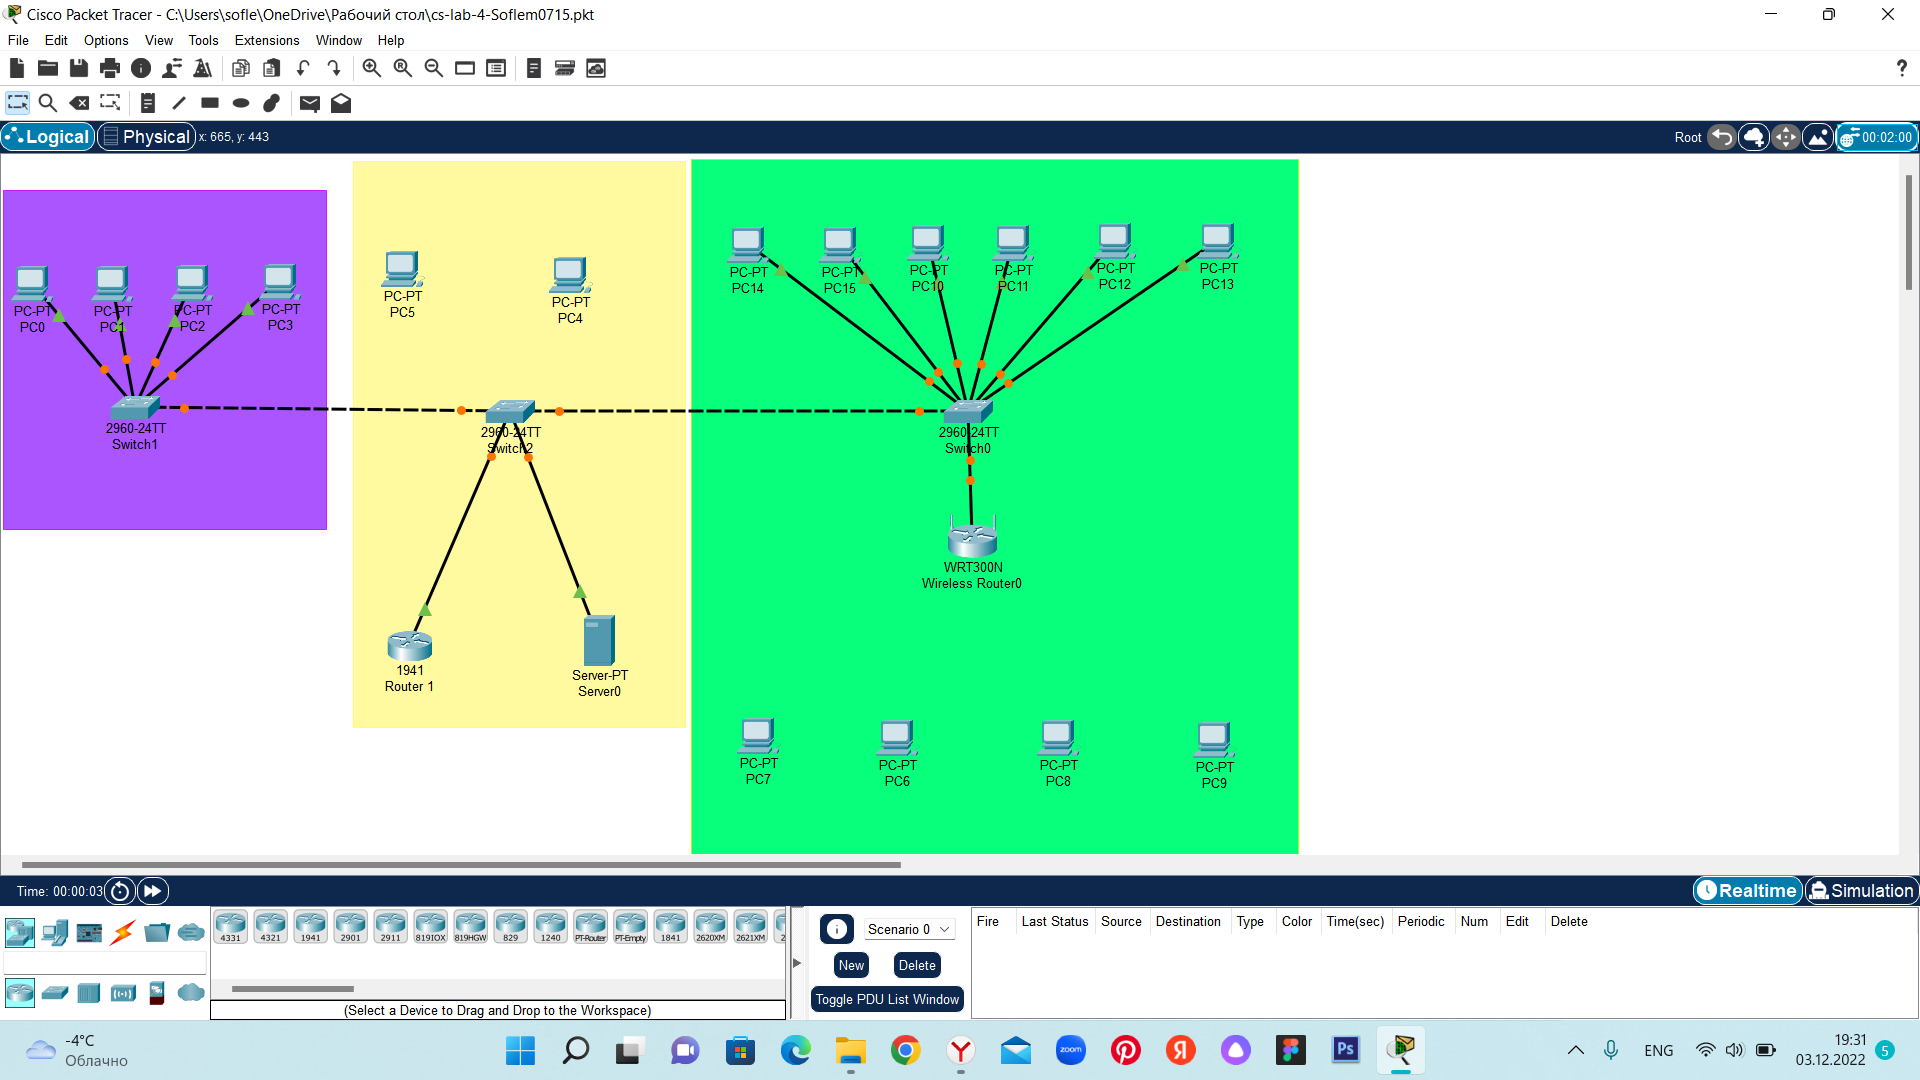 Cisco Packet Tracer - C:\Users\sofle\OneDrive\Рабочий стол\cs-lab-4-Soflem0715.pkt
File Edit Options View Tools Extensions Window Help
Logical Physical x: 665, y: 443 Root 00:02:00
PC-PT PC0
PC-PT PC1
PC-PT PC2
PC-PT PC3
2960-24TT
Switch1
PC-PT
PC5
PC-PT
PC4
2960-24TT
Switch2
1941
Router 1
Server-PT
Server0
PC-PT
PC14
PC-PT
PC15
PC-PT
PC10
PC-PT
PC11
PC-PT
PC12
PC-PT
PC13
2960-24TT
Switch0
WRT300N
Wireless Router0
PC-PT
PC7
PC-PT
PC6
PC-PT
PC8
PC-PT
PC9
Time: 00:00:03 Realtime Simulation
4331 4321 1941 2901 2911 819IOX 819HGW 829 1240 PT-Router PT-Empty 1841 2620XM 2621XM 2
(Select a Device to Drag and Drop to the Workspace)
Scenario 0
New Delete
Toggle PDU List Window
Fire Last Status Source Destination Type Color Time(sec) Periodic Num Edit Delete
-4°C
Облачно
zoom
Я
Ps
ENG
19:31
03.12.2022
5